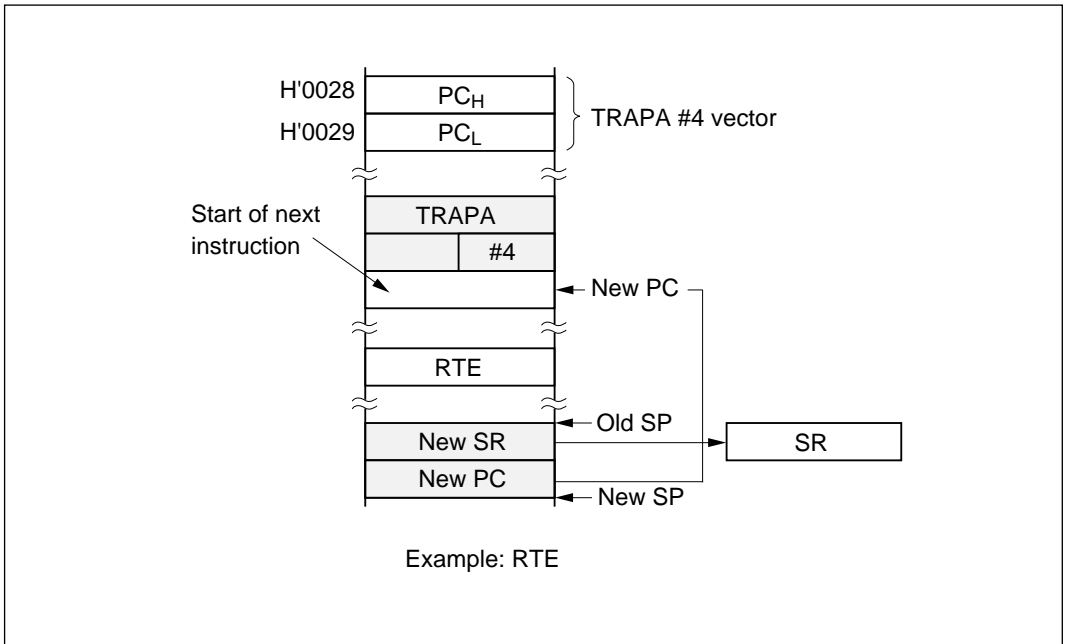 H'0028
PCH
H'0029
PCL
TRAPA #4 vector
TRAPA
#4
Start of next
instruction
New PC
RTE
Old SP
New SR
SR
New PC
New SP
Example: RTE